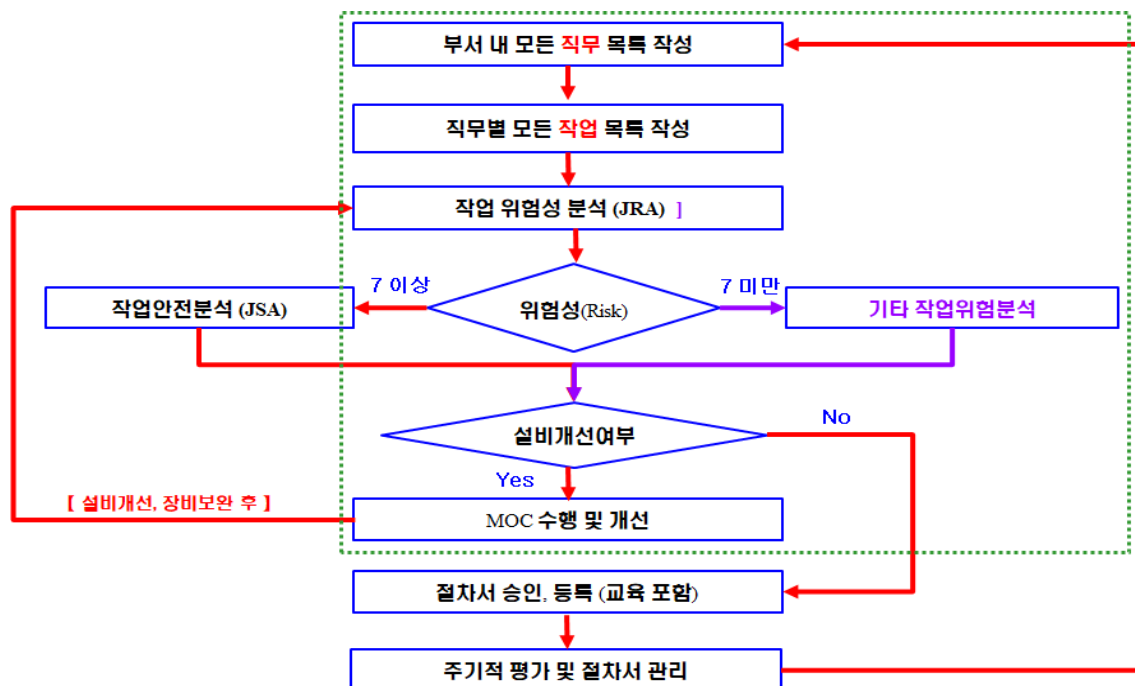 부서 내 모든 직무 목록 작성
직무별 모든 작업 목록 작성
작업 위험성 분석 (JRA) ]
7 이상
7 미만
작업안전분석 (JSA)
위험성(Risk)
기타 작업위험분석
설비개선여부
No
Yes
【 설비개선, 장비보완 후 】
MOC 수행 및 개선
절차서 승인, 등록 (교육 포함)
주기적 평가 및 절차서 관리